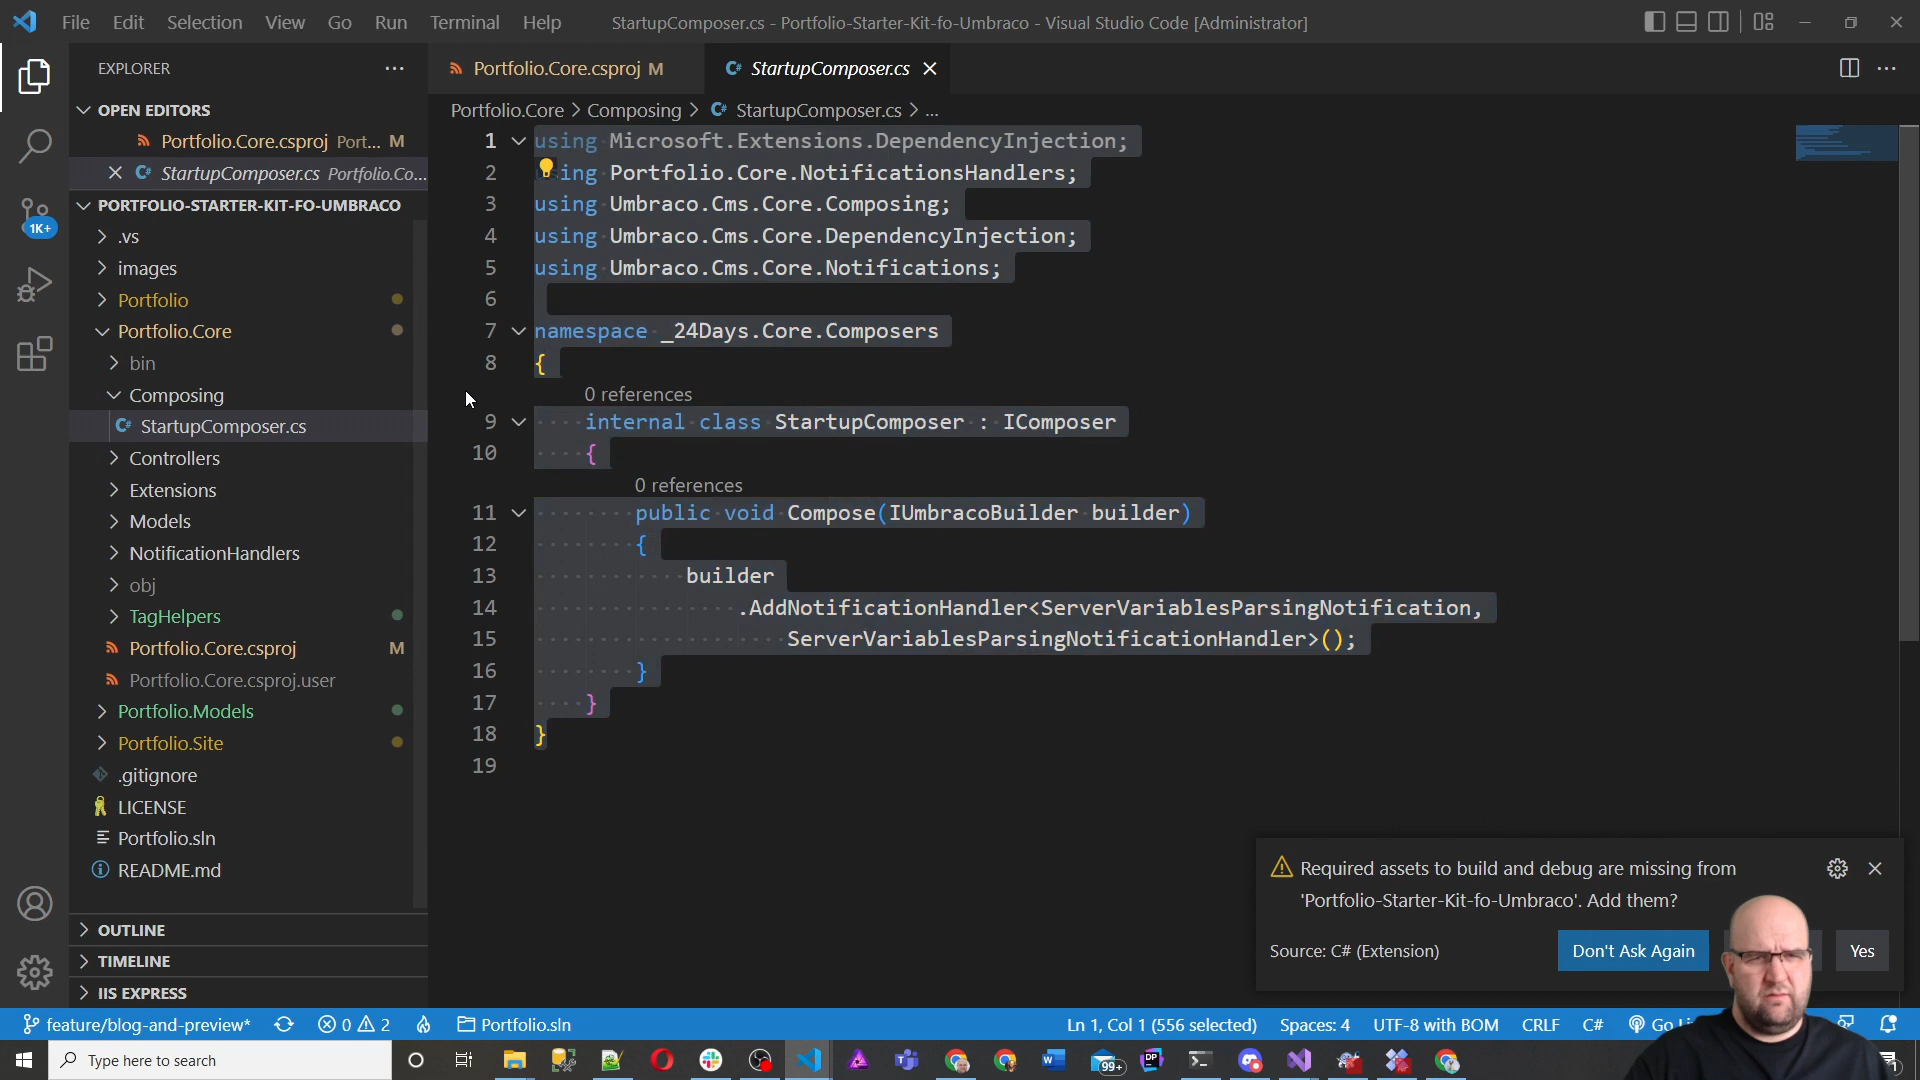 File Edit Selection View Go Run Terminal Help
StartupComposer.cs - Portfolio-Starter-Kit-fo-Umbraco - Visual Studio Code [Administrator]
EXPLORER
OPEN EDITORS
Portfolio.Core.csproj Port... M
StartupComposer.cs Portfolio.Co...
PORTFOLIO-STARTER-KIT-FO-UMBRACO
.vs
images
Portfolio
Portfolio.Core
bin
Composing
StartupComposer.cs
Controllers
Extensions
Models
NotificationHandlers
obj
TagHelpers
Portfolio.Core.csproj M
Portfolio.Core.csproj.user
Portfolio.Models
Portfolio.Site
.gitignore
LICENSE
Portfolio.sln
README.md
OUTLINE
TIMELINE
IIS EXPRESS
1K+
Portfolio.Core.csproj M
StartupComposer.cs
Portfolio.Core > Composing > StartupComposer.cs > ...
1 using Microsoft.Extensions.DependencyInjection;
2 ing Portfolio.Core.NotificationsHandlers;
3 using Umbraco.Cms.Core.Composing;
4 using Umbraco.Cms.Core.DependencyInjection;
5 using Umbraco.Cms.Core.Notifications;
6
7 namespace _24Days.Core.Composers
8 {
0 references
9 internal class StartupComposer : IComposer
10 {
0 references
11 public void Compose(IUmbracoBuilder builder)
12 {
13 builder
14 .AddNotificationHandler<ServerVariablesParsingNotification,
15 ServerVariablesParsingNotificationHandler>();
16 }
17 }
18 }
19
Required assets to build and debug are missing from
'Portfolio-Starter-Kit-fo-Umbraco'. Add them?
Source: C# (Extension)
Don't Ask Again
Yes
feature/blog-and-preview* 0 2 Portfolio.sln
Ln 1, Col 1 (556 selected) Spaces: 4 UTF-8 with BOM CRLF C# Go
Type here to search
99+
DP